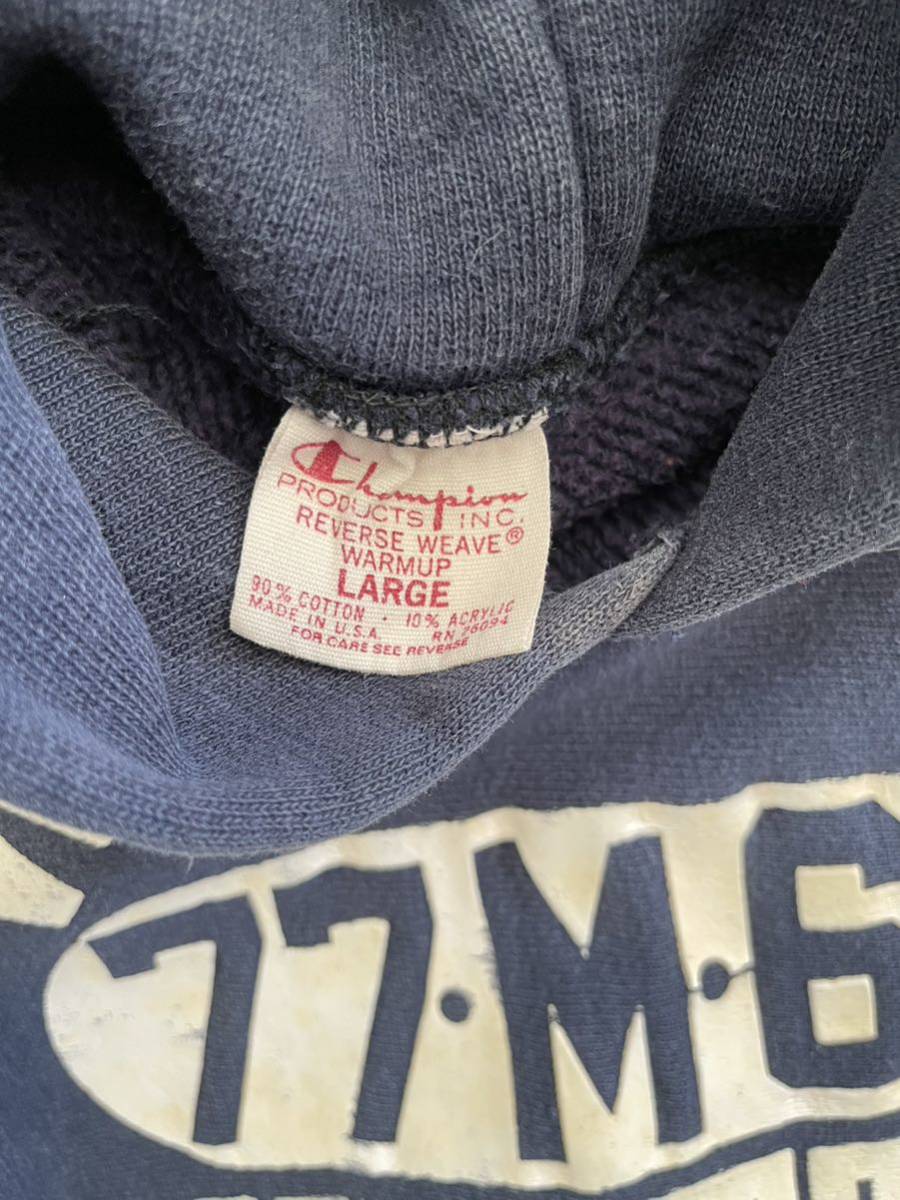 Champion
PRODUCTS INC.
REVERSE WEAVE®
WARMUP
LARGE
90% COTTON · 10% ACRYLIC
MADE IN U.S.A. RN 26094
FOR CARE SEE REVERSE
77·M·6